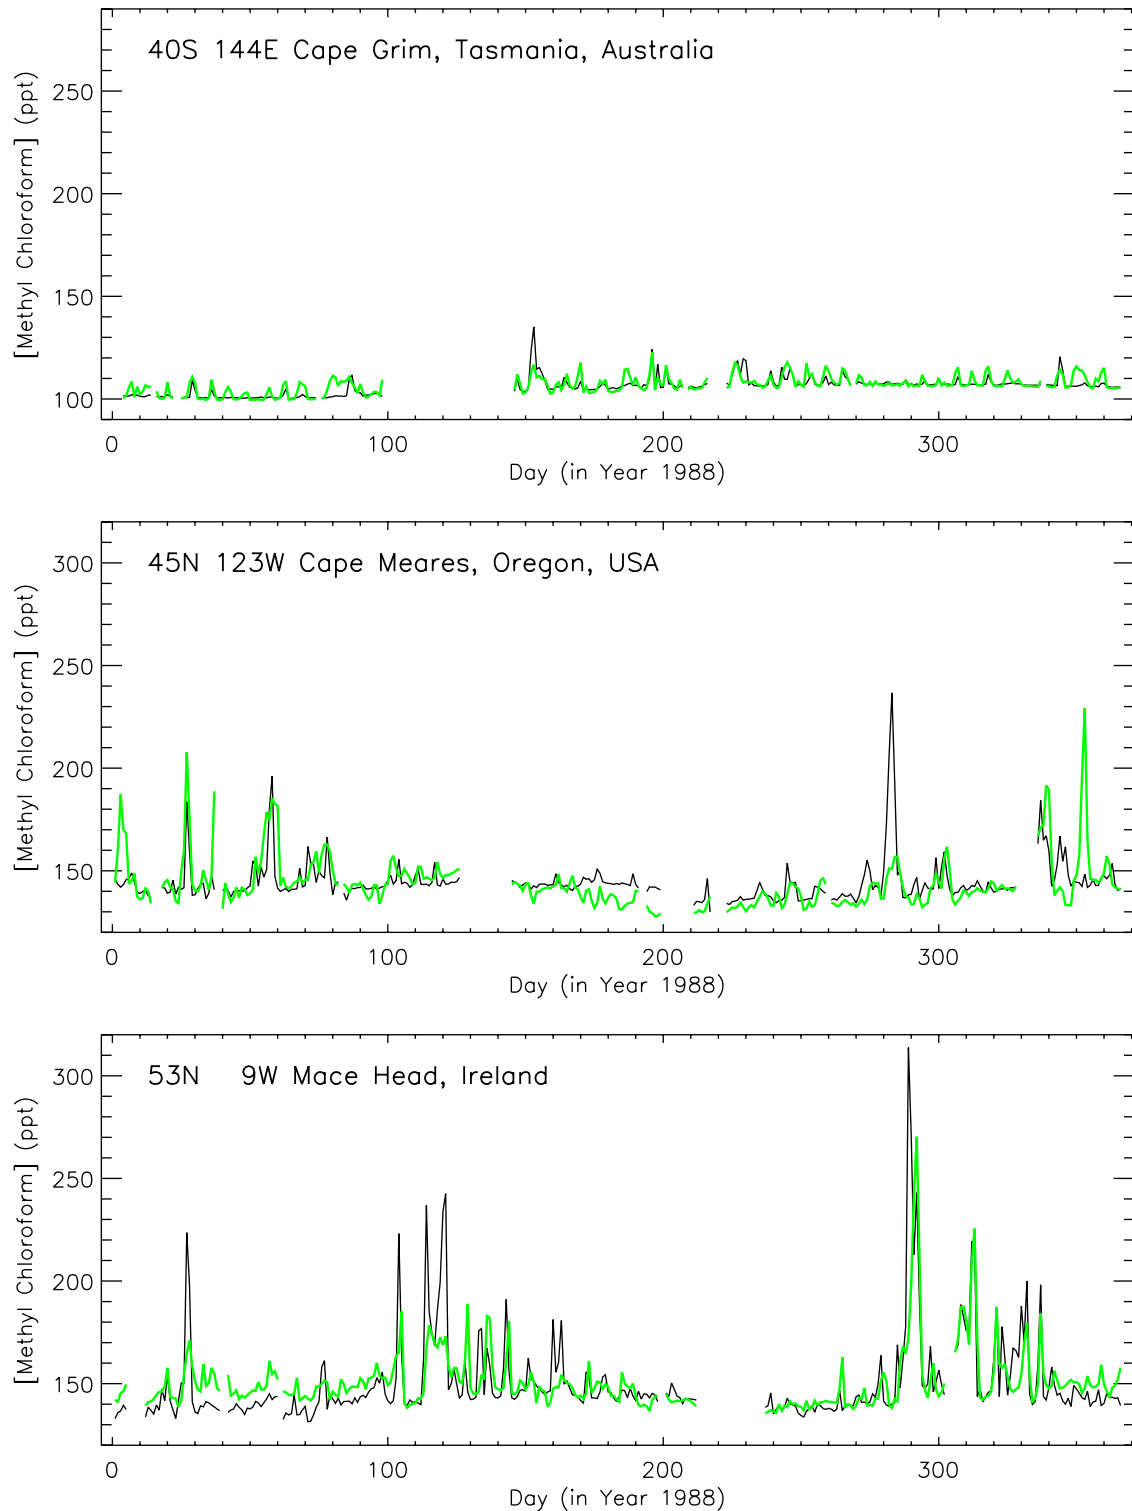 40S 144E Cape Grim, Tasmania, Australia
[Methyl Chloroform] (ppt)
250
200
150
100
0 100 200 300
Day (in Year 1988)
45N 123W Cape Meares, Oregon, USA
[Methyl Chloroform] (ppt)
300
250
200
150
0 100 200 300
Day (in Year 1988)
53N 9W Mace Head, Ireland
[Methyl Chloroform] (ppt)
300
250
200
150
0 100 200 300
Day (in Year 1988)